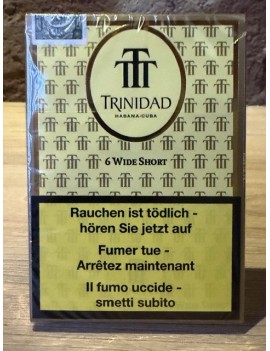 TTT
TRINIDAD
HABANA-CUBA
6 WIDE SHORT
Rauchen ist tödlich -
hören Sie jetzt auf
Fumer tue -
Arrêtez maintenant
Il fumo uccide -
smetti subito